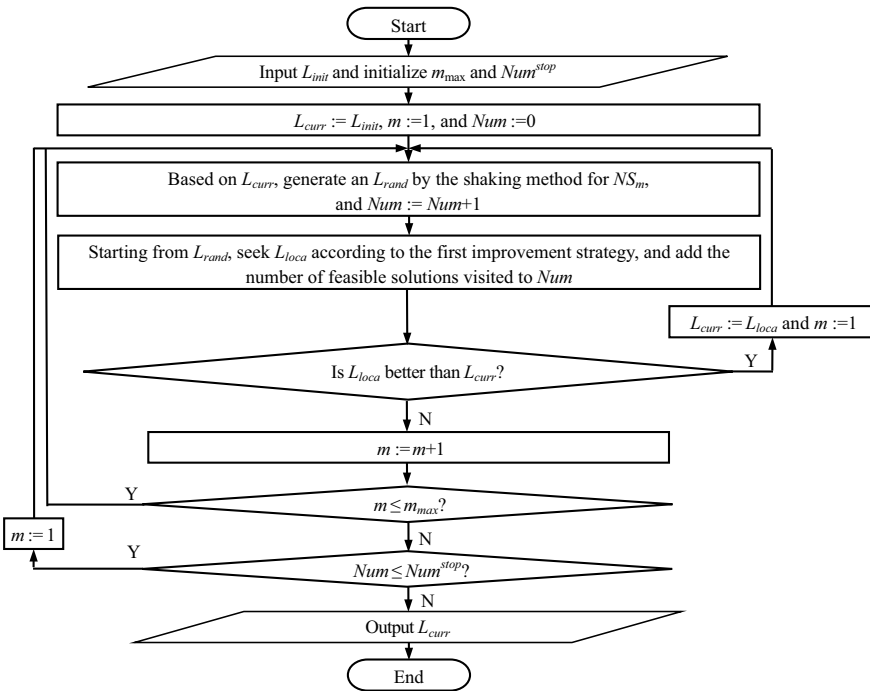 Start
Input L_init and initialize m_max and Num^stop
L_curr := L_init, m :=1, and Num :=0
Based on L_curr, generate an L_rand by the shaking method for NS_m,
and Num := Num+1
Starting from L_rand, seek L_loca according to the first improvement strategy, and add the
number of feasible solutions visited to Num
L_curr := L_loca and m :=1
Is L_loca better than L_curr?
Y
N
m := m+1
Y
m ≤ m_max?
N
m := 1
Y
Num ≤ Num^stop?
N
Output L_curr
End